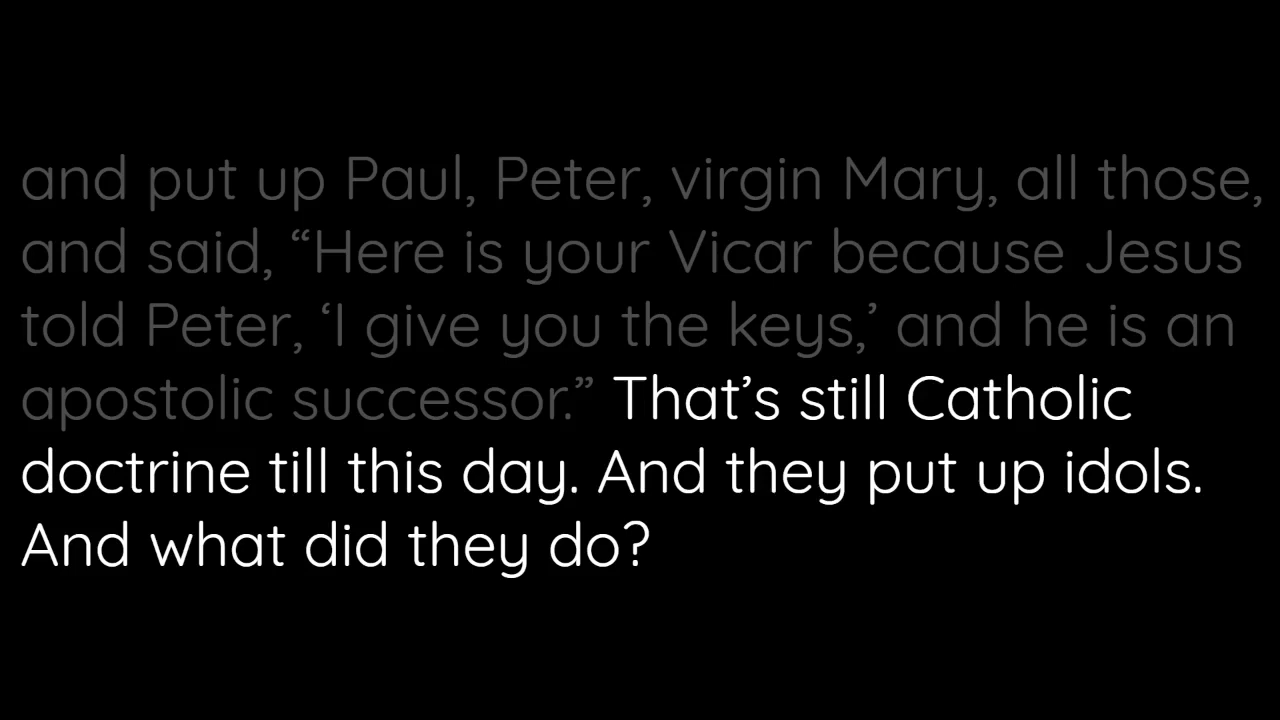 and put up Paul, Peter, virgin Mary, all those,
and said, “Here is your Vicar because Jesus
told Peter, ‘I give you the keys,’ and he is an
apostolic successor.” That’s still Catholic
doctrine till this day. And they put up idols.
And what did they do?